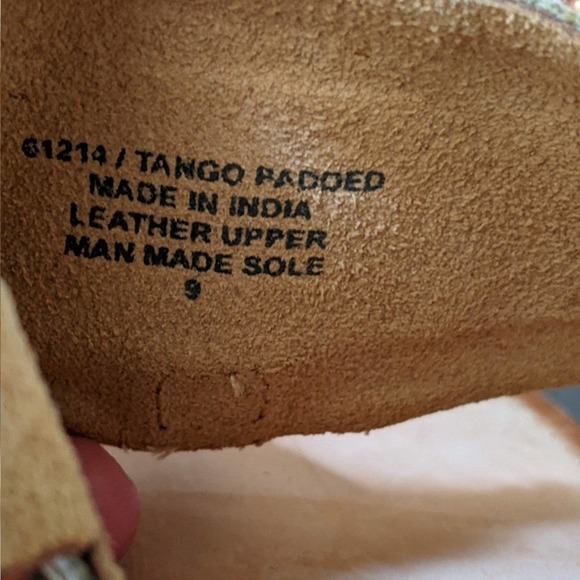 61214 / TANGO PADDED
MADE IN INDIA
LEATHER UPPER
MAN MADE SOLE
9